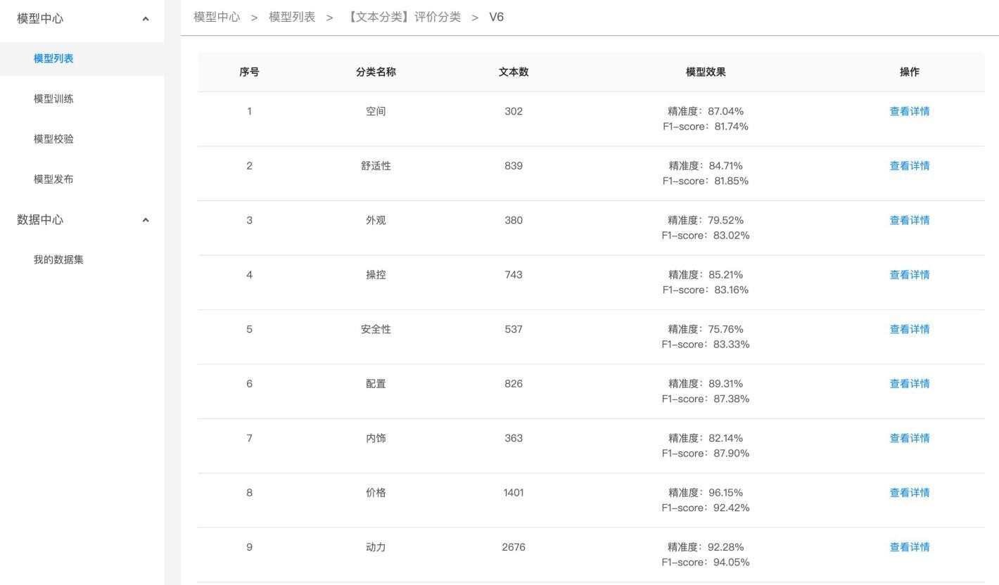 模型中心
模型列表
模型训练
模型校验
模型发布
数据中心
我的数据集
模型中心 > 模型列表 > 【文本分类】评价分类 > V6
序号 分类名称 文本数 模型效果 操作
1 空间 302 精准度：87.04% 查看详情
F1-score：81.74%
2 舒适性 839 精准度：84.71% 查看详情
F1-score：81.85%
3 外观 380 精准度：79.52% 查看详情
F1-score：83.02%
4 操控 743 精准度：85.21% 查看详情
F1-score：83.16%
5 安全性 537 精准度：75.76% 查看详情
F1-score：83.33%
6 配置 826 精准度：89.31% 查看详情
F1-score：87.38%
7 内饰 363 精准度：82.14% 查看详情
F1-score：87.90%
8 价格 1401 精准度：96.15% 查看详情
F1-score：92.42%
9 动力 2676 精准度：92.28% 查看详情
F1-score：94.05%